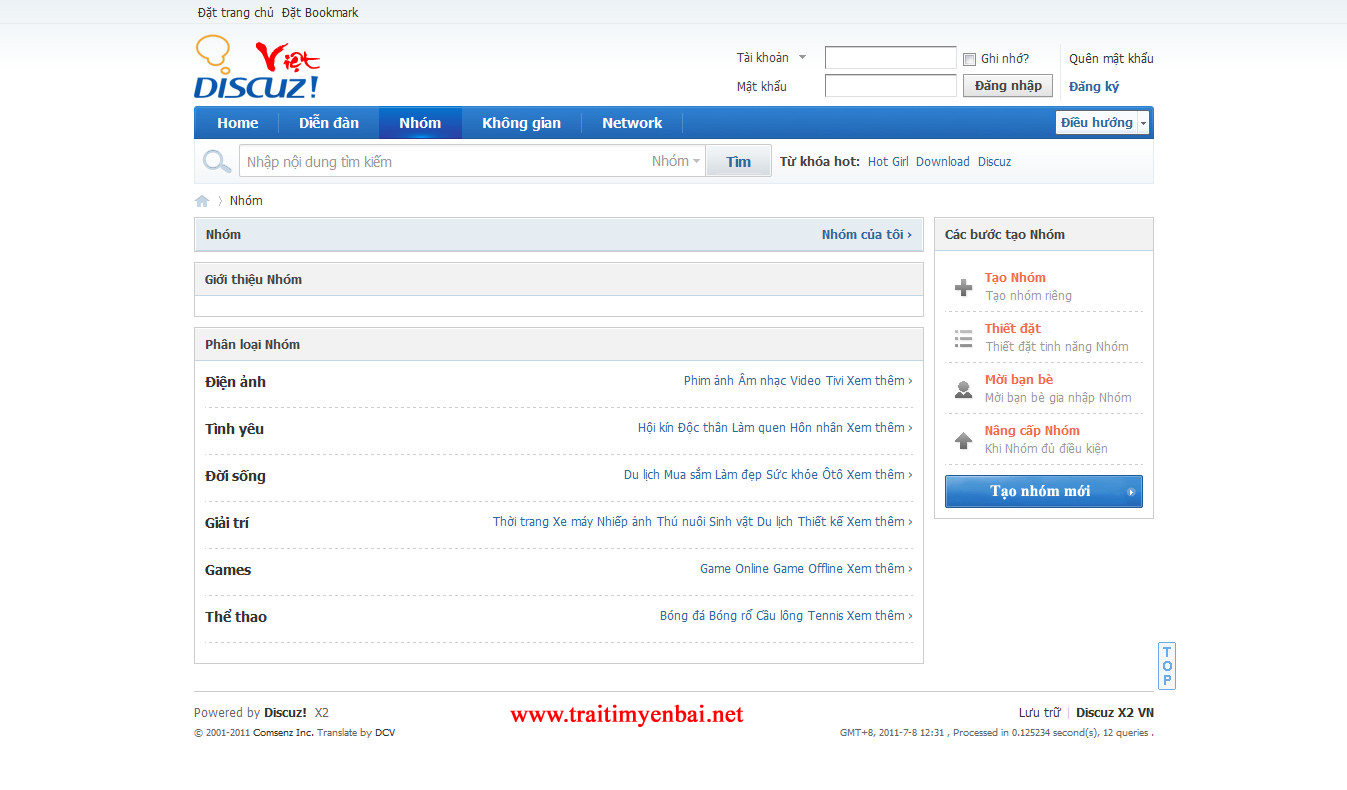 Đặt trang chủ Đặt Bookmark
Việt
DISCUZ!
Tài khoản Ghi nhớ? Quên mật khẩu
Mật khẩu Đăng nhập Đăng ký
Home Diễn đàn Nhóm Không gian Network Điều hướng
Nhập nội dung tìm kiếm Nhóm Tìm Từ khóa hot: Hot Girl Download Discuz
Nhóm
Nhóm Nhóm của tôi ›
Giới thiệu Nhóm
Phân loại Nhóm
Điện ảnh Phim ảnh Âm nhạc Video Tivi Xem thêm ›
Tình yêu Hội kín Độc thân Làm quen Hôn nhân Xem thêm ›
Đời sống Du lịch Mua sắm Làm đẹp Sức khỏe Ôtô Xem thêm ›
Giải trí Thời trang Xe máy Nhiếp ảnh Thú nuôi Sinh vật Du lịch Thiết kế Xem thêm ›
Games Game Online Game Offline Xem thêm ›
Thể thao Bóng đá Bóng rổ Cầu lông Tennis Xem thêm ›
Các bước tạo Nhóm
Tạo Nhóm
Tạo nhóm riêng
Thiết đặt
Thiết đặt tính năng Nhóm
Mời bạn bè
Mời bạn bè gia nhập Nhóm
Nâng cấp Nhóm
Khi Nhóm đủ điều kiện
Tạo nhóm mới
TOP
Powered by Discuz! X2 www.traitimyenbai.net Lưu trữ | Discuz X2 VN
© 2001-2011 Comsenz Inc. Translate by DCV GMT+8, 2011-7-8 12:31 , Processed in 0.125234 second(s), 12 queries .